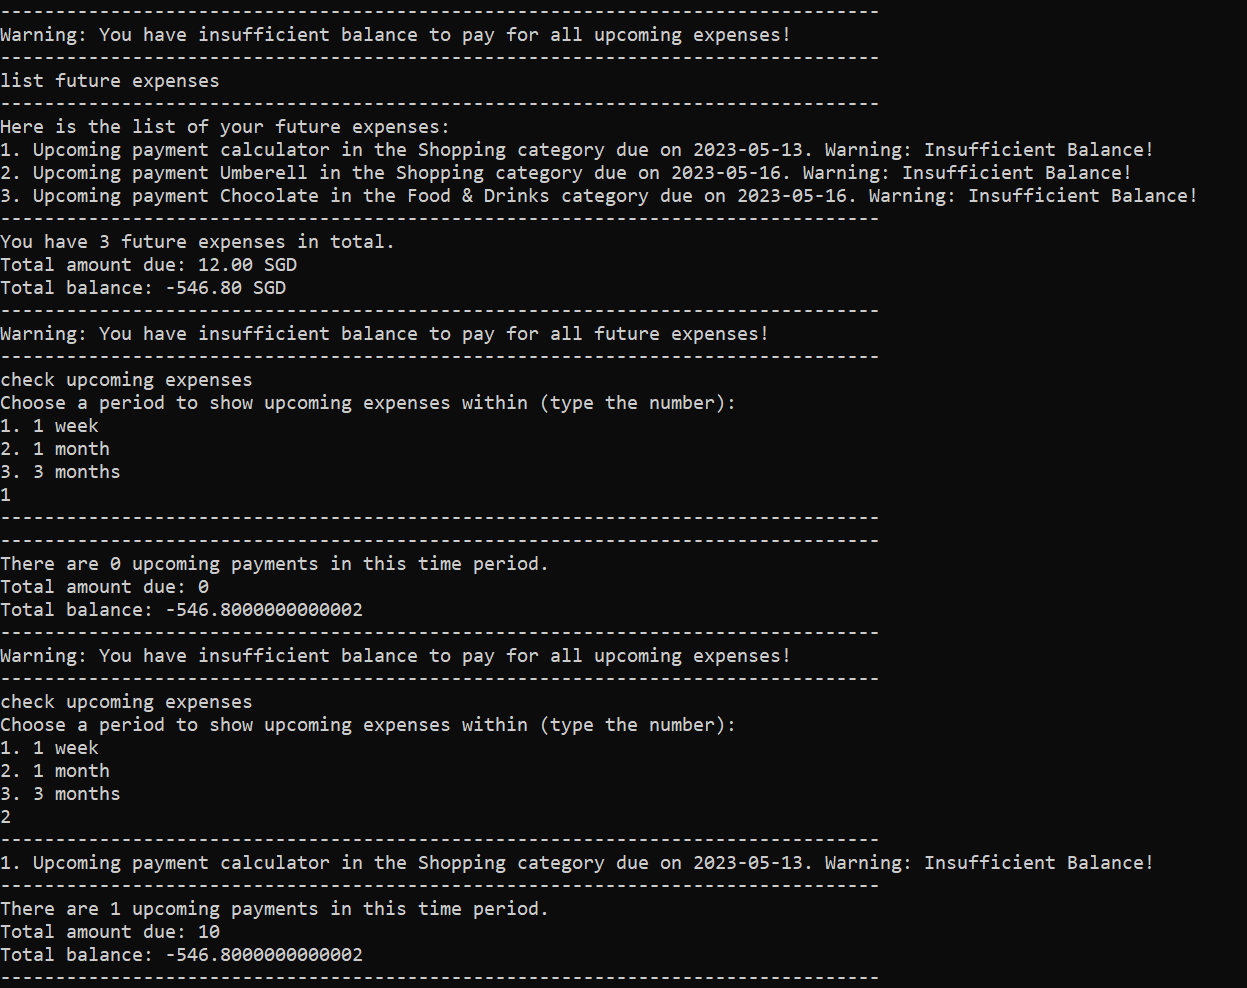 --------------------------------------------------------------------------------
Warning: You have insufficient balance to pay for all upcoming expenses!
--------------------------------------------------------------------------------
list future expenses
--------------------------------------------------------------------------------
Here is the list of your future expenses:
1. Upcoming payment calculator in the Shopping category due on 2023-05-13. Warning: Insufficient Balance!
2. Upcoming payment Umberell in the Shopping category due on 2023-05-16. Warning: Insufficient Balance!
3. Upcoming payment Chocolate in the Food & Drinks category due on 2023-05-16. Warning: Insufficient Balance!
--------------------------------------------------------------------------------
You have 3 future expenses in total.
Total amount due: 12.00 SGD
Total balance: -546.80 SGD
--------------------------------------------------------------------------------
Warning: You have insufficient balance to pay for all future expenses!
--------------------------------------------------------------------------------
check upcoming expenses
Choose a period to show upcoming expenses within (type the number):
1. 1 week
2. 1 month
3. 3 months
1
--------------------------------------------------------------------------------
--------------------------------------------------------------------------------
There are 0 upcoming payments in this time period.
Total amount due: 0
Total balance: -546.8000000000002
--------------------------------------------------------------------------------
Warning: You have insufficient balance to pay for all upcoming expenses!
--------------------------------------------------------------------------------
check upcoming expenses
Choose a period to show upcoming expenses within (type the number):
1. 1 week
2. 1 month
3. 3 months
2
--------------------------------------------------------------------------------
1. Upcoming payment calculator in the Shopping category due on 2023-05-13. Warning: Insufficient Balance!
--------------------------------------------------------------------------------
There are 1 upcoming payments in this time period.
Total amount due: 10
Total balance: -546.8000000000002
--------------------------------------------------------------------------------